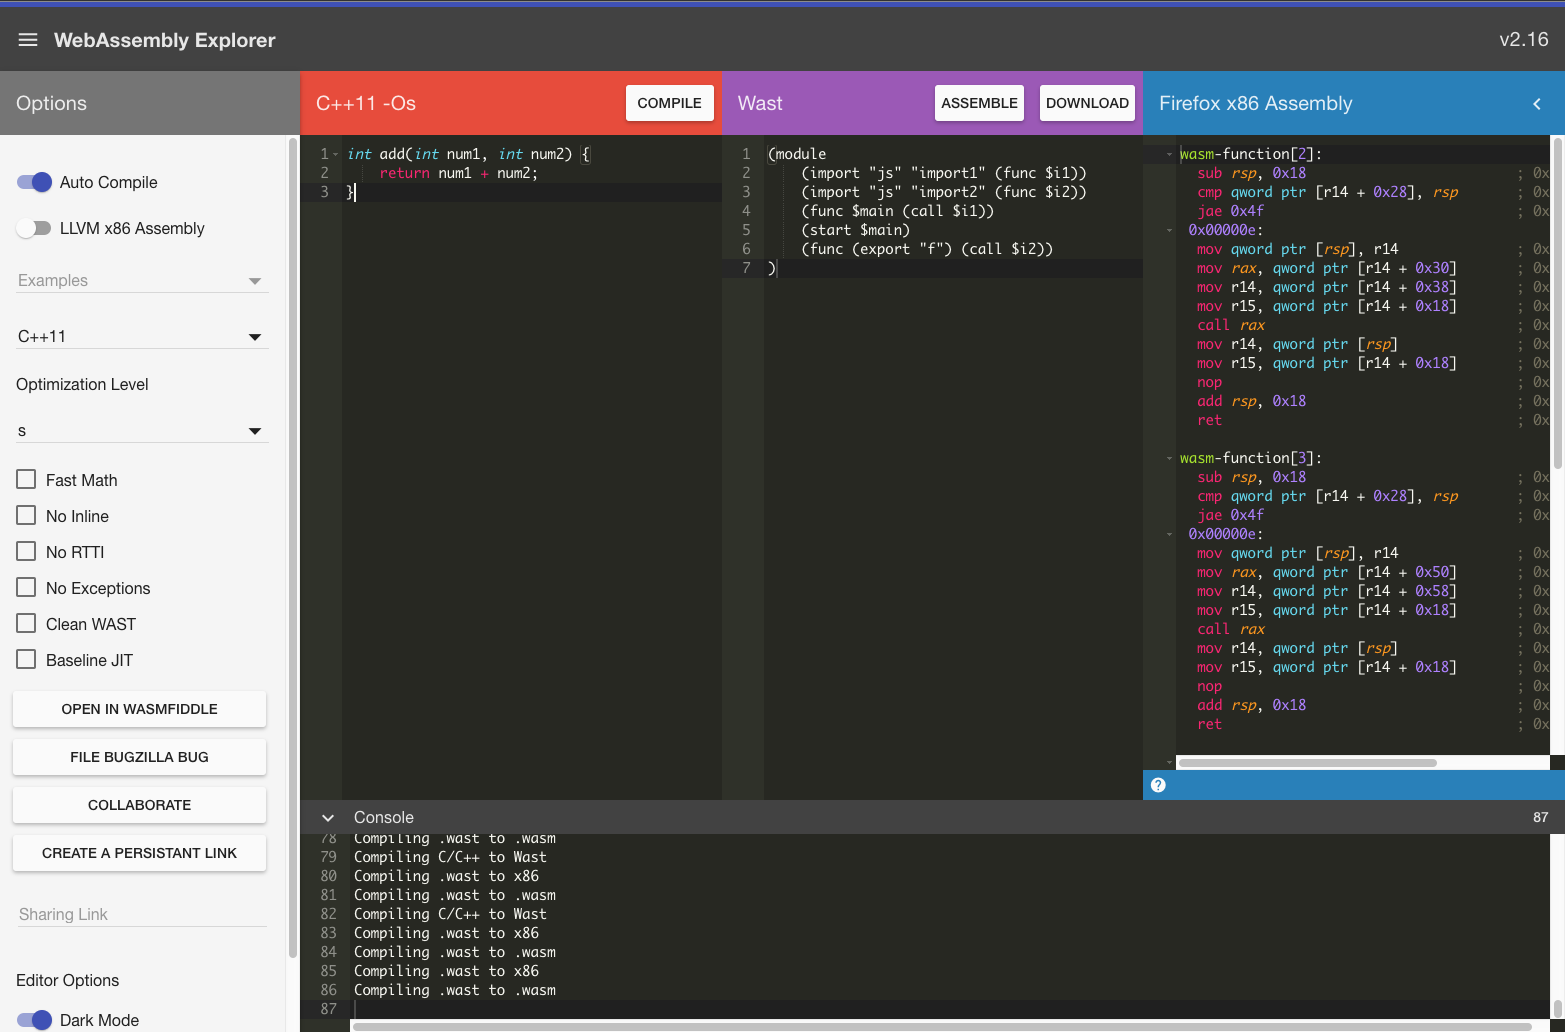 WebAssembly Explorer
v2.16
Options
Auto Compile
LLVM x86 Assembly
Examples
C++11
Optimization Level
s
Fast Math
No Inline
No RTTI
No Exceptions
Clean WAST
Baseline JIT
OPEN IN WASMFIDDLE
FILE BUGZILLA BUG
COLLABORATE
CREATE A PERSISTANT LINK
Sharing Link
Editor Options
Dark Mode
C++11 -Os
COMPILE
1 int add(int num1, int num2) {
2 return num1 + num2;
3 }
Wast
ASSEMBLE
DOWNLOAD
1 (module
2 (import "js" "import1" (func $i1))
3 (import "js" "import2" (func $i2))
4 (func $main (call $i1))
5 (start $main)
6 (func (export "f") (call $i2))
7 )
Firefox x86 Assembly
wasm-function[2]:
sub rsp, 0x18 ; 0x
cmp qword ptr [r14 + 0x28], rsp ; 0x
jae 0x4f ; 0x
0x00000e:
mov qword ptr [rsp], r14 ; 0x
mov rax, qword ptr [r14 + 0x30] ; 0x
mov r14, qword ptr [r14 + 0x38] ; 0x
mov r15, qword ptr [r14 + 0x18] ; 0x
call rax ; 0x
mov r14, qword ptr [rsp] ; 0x
mov r15, qword ptr [r14 + 0x18] ; 0x
nop ; 0x
add rsp, 0x18 ; 0x
ret ; 0x
wasm-function[3]:
sub rsp, 0x18 ; 0x
cmp qword ptr [r14 + 0x28], rsp ; 0x
jae 0x4f ; 0x
0x00000e:
mov qword ptr [rsp], r14 ; 0x
mov rax, qword ptr [r14 + 0x50] ; 0x
mov r14, qword ptr [r14 + 0x58] ; 0x
mov r15, qword ptr [r14 + 0x18] ; 0x
call rax ; 0x
mov r14, qword ptr [rsp] ; 0x
mov r15, qword ptr [r14 + 0x18] ; 0x
nop ; 0x
add rsp, 0x18 ; 0x
ret ; 0x
Console
87
78 Compiling .wast to .wasm
79 Compiling C/C++ to Wast
80 Compiling .wast to x86
81 Compiling .wast to .wasm
82 Compiling C/C++ to Wast
83 Compiling .wast to x86
84 Compiling .wast to .wasm
85 Compiling .wast to x86
86 Compiling .wast to .wasm
87